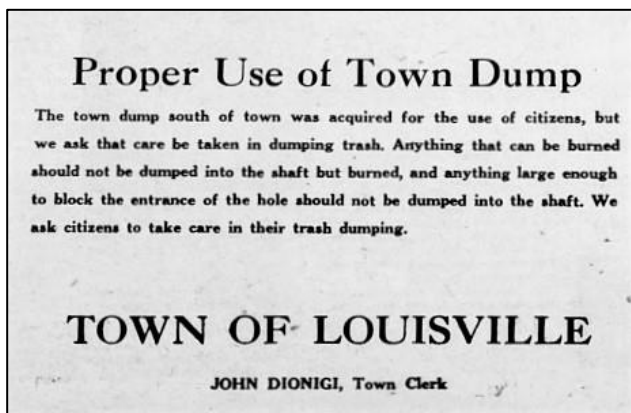 Proper Use of Town Dump
The town dump south of town was acquired for the use of citizens, but
we ask that care be taken in dumping trash. Anything that can be burned
should not be dumped into the shaft but burned, and anything large enough
to block the entrance of the hole should not be dumped into the shaft. We
ask citizens to take care in their trash dumping.
TOWN OF LOUISVILLE
JOHN DIONIGI, Town Clerk